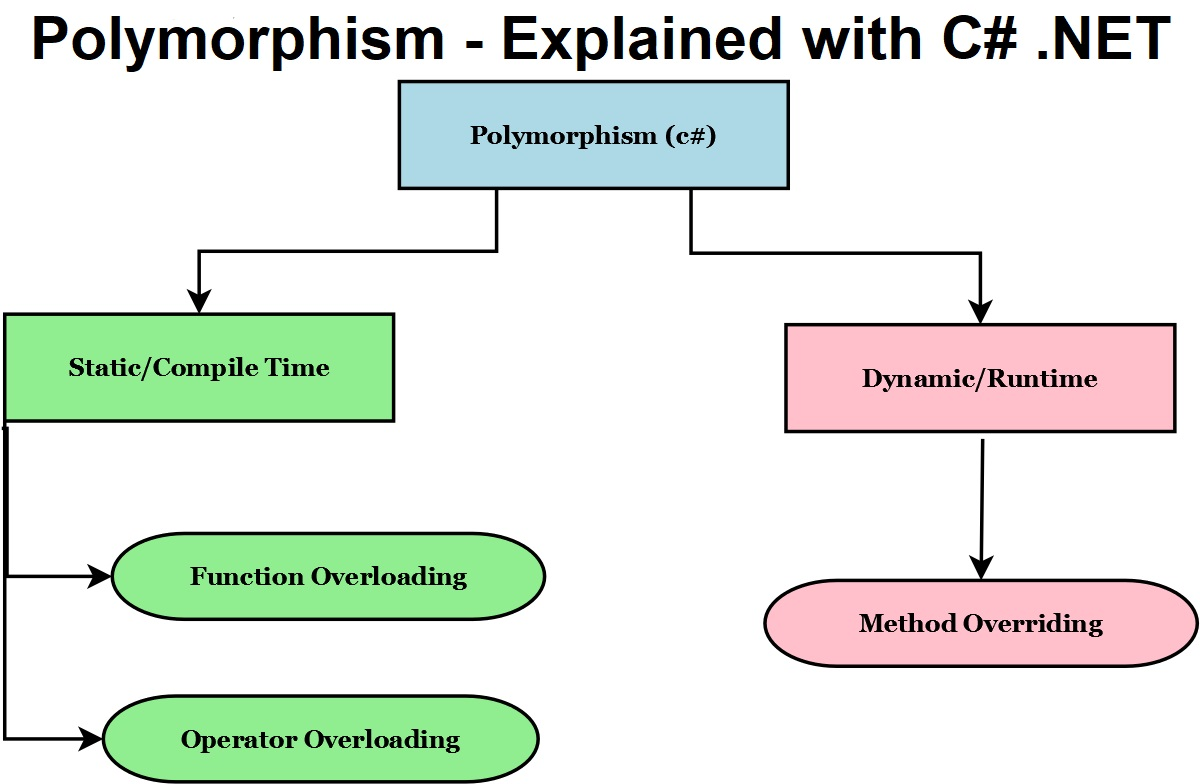 Polymorphism - Explained with C# .NET
Polymorphism (c#)
Static/Compile Time
Dynamic/Runtime
Function Overloading
Method Overriding
Operator Overloading